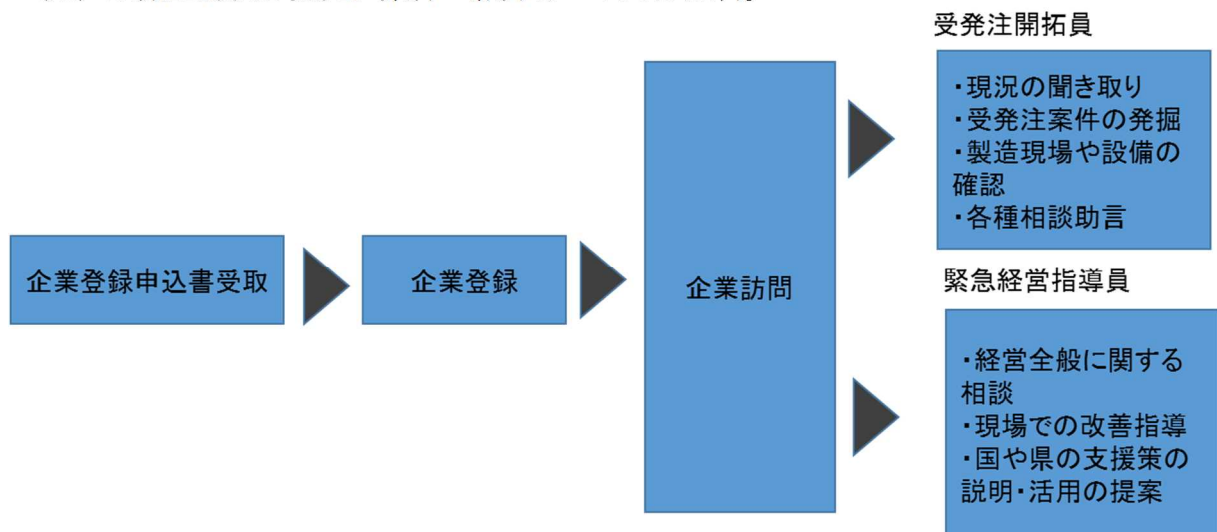 企業登録申込書受取
企業登録
企業訪問
受発注開拓員
・現況の聞き取り
・受発注案件の発掘
・製造現場や設備の
確認
・各種相談助言
緊急経営指導員
・経営全般に関する
相談
・現場での改善指導
・国や県の支援策の
説明・活用の提案